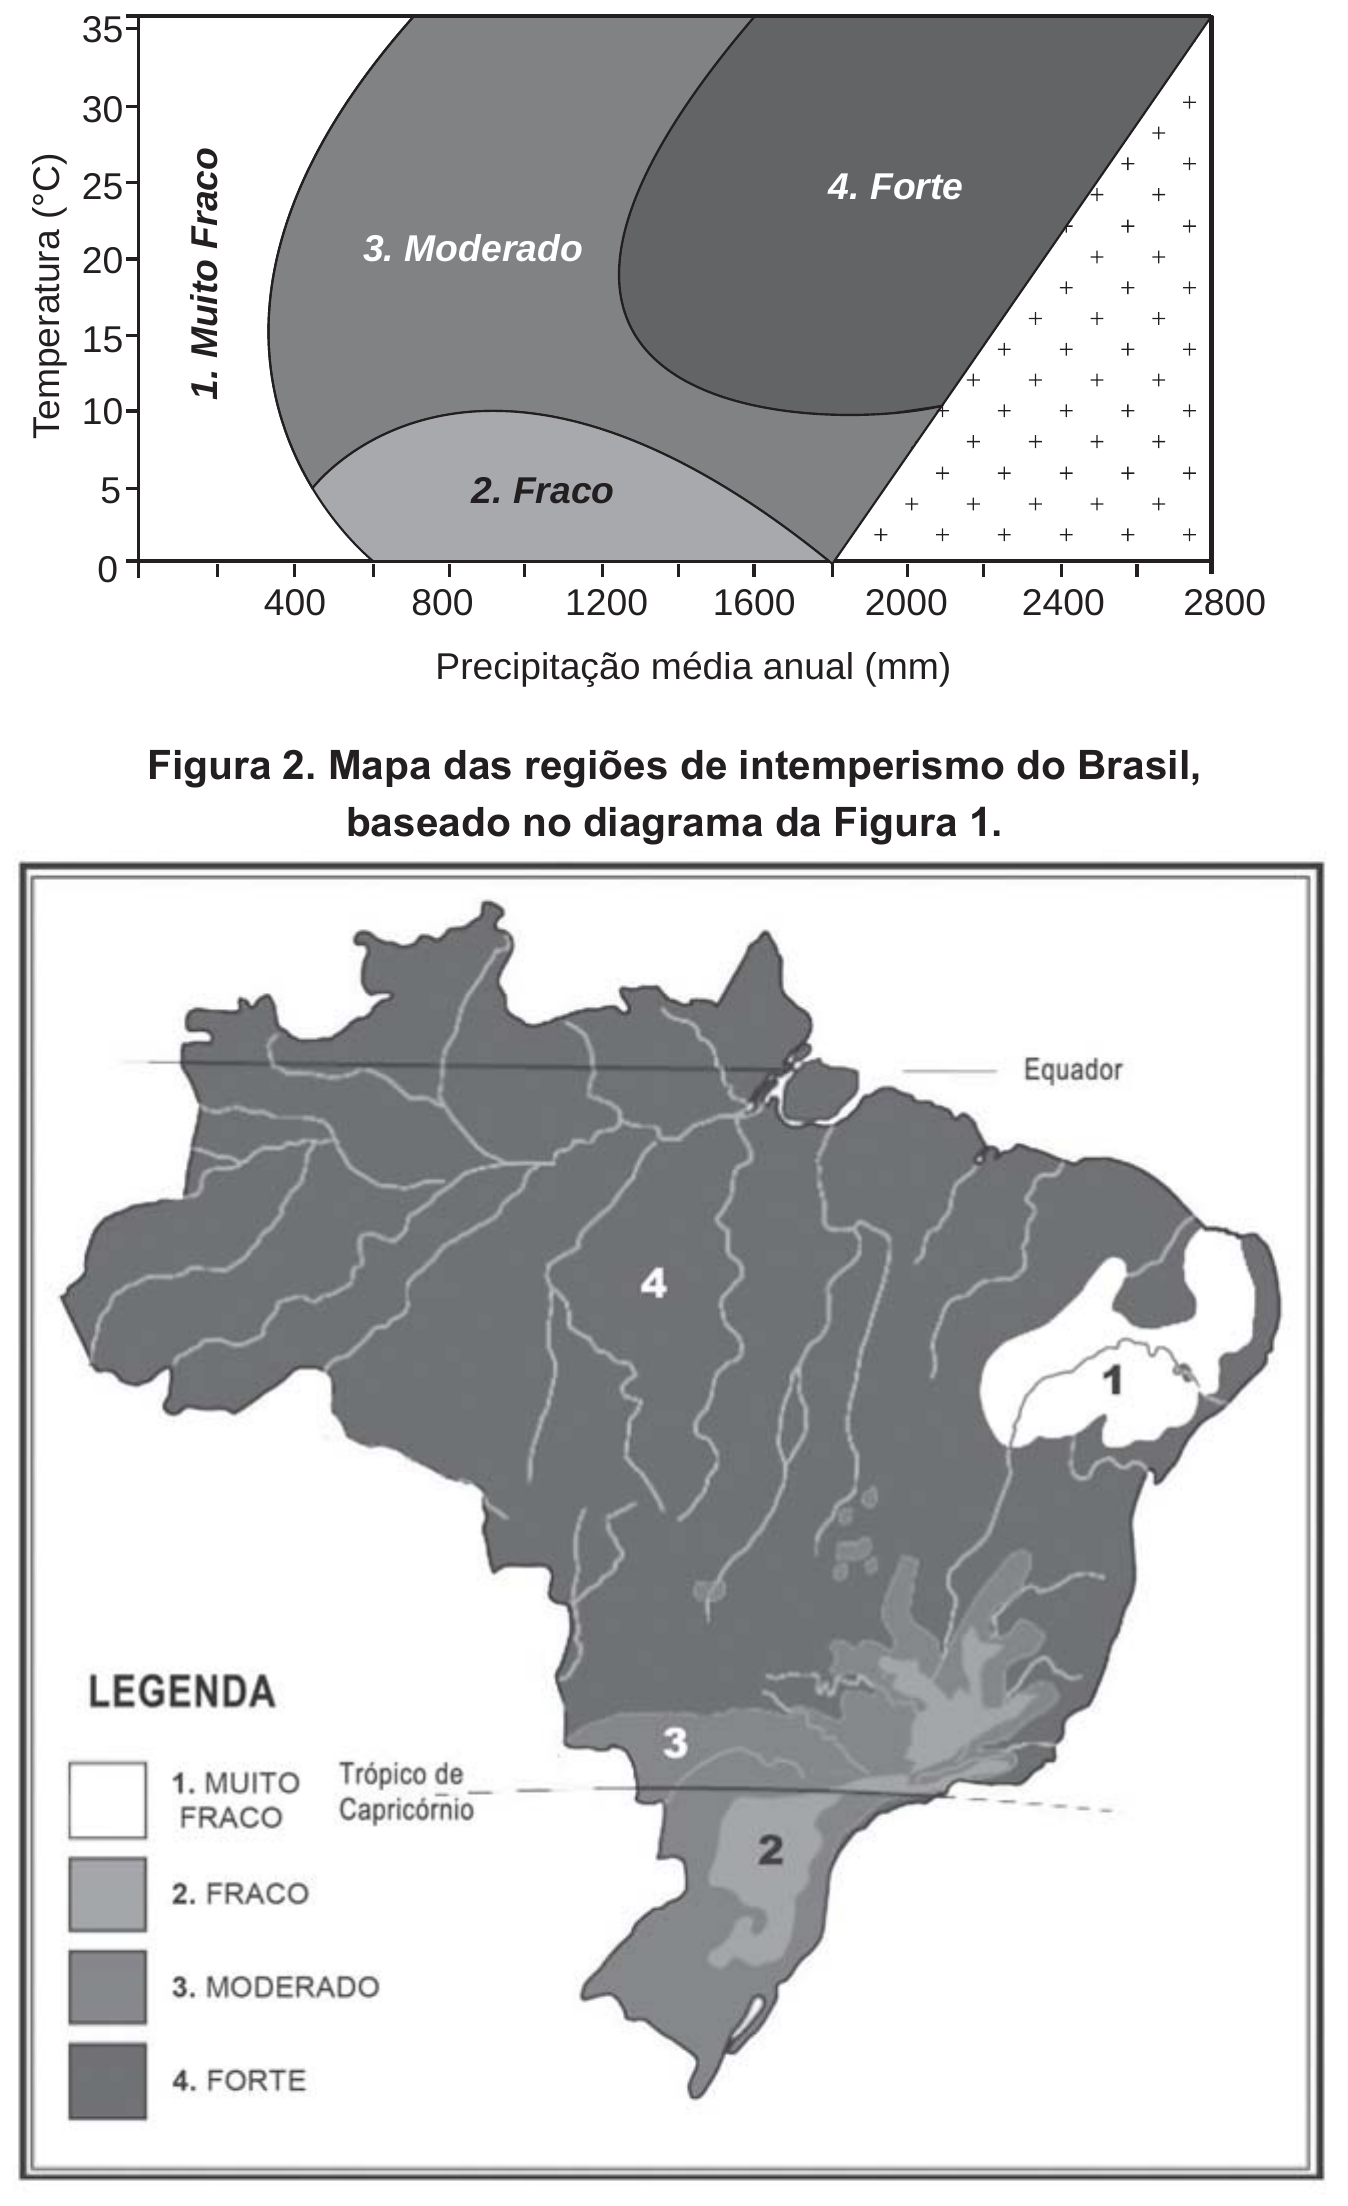 35
30
25
20
15
10
5
0
Temperatura (°C)
1. Muito Fraco
3. Moderado
4. Forte
2. Fraco
400 800 1200 1600 2000 2400 2800
Precipitação média anual (mm)
Figura 2. Mapa das regiões de intemperismo do Brasil,
baseado no diagrama da Figura 1.
Equador
4
1
3
2
Trópico de
Capricórnio
LEGENDA
1. MUITO
FRACO
2. FRACO
3. MODERADO
4. FORTE